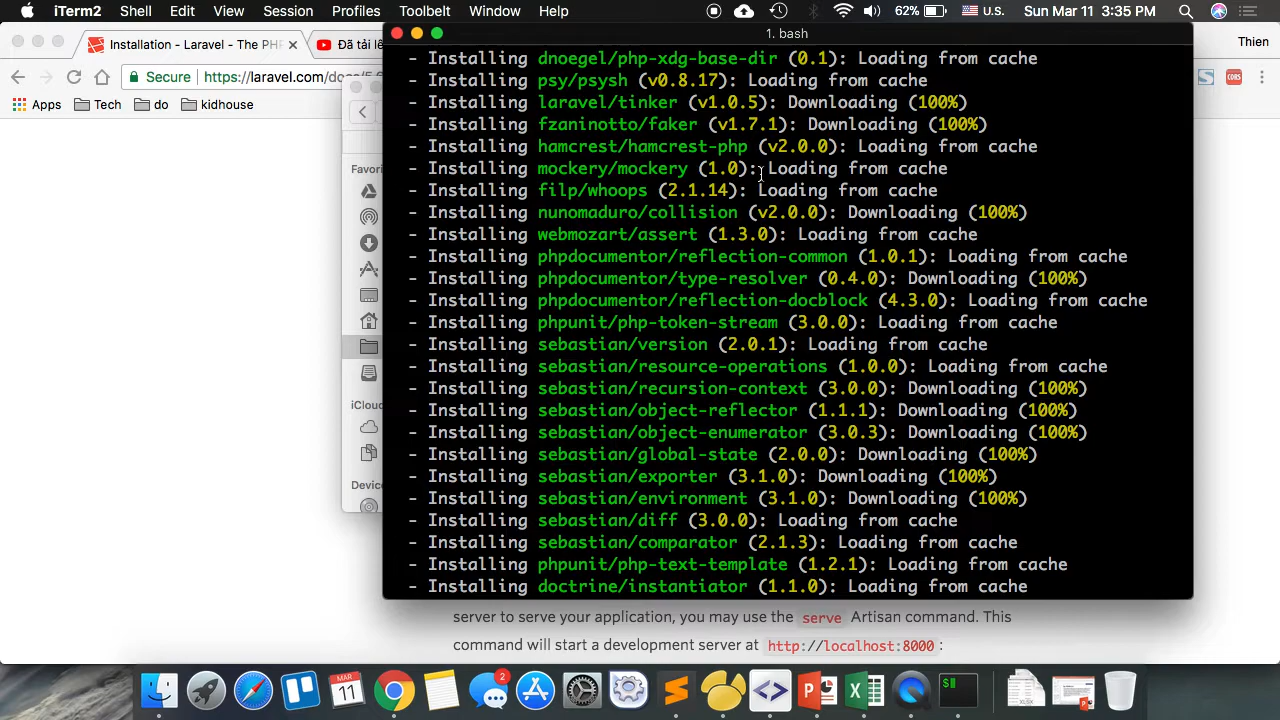 iTerm2 Shell Edit View Session Profiles Toolbelt Window Help 62% U.S. Sun Mar 11 3:35 PM
1. bash
Installation - Laravel - The PH
Đã tải lê
Thien
Secure https://laravel.com/docs/5.
CORS
Apps Tech do kidhouse
Favori
iCloud
Device
- Installing dnoegel/php-xdg-base-dir (0.1): Loading from cache
- Installing psy/psysh (v0.8.17): Loading from cache
- Installing laravel/tinker (v1.0.5): Downloading (100%)
- Installing fzaninotto/faker (v1.7.1): Downloading (100%)
- Installing hamcrest/hamcrest-php (v2.0.0): Loading from cache
- Installing mockery/mockery (1.0): Loading from cache
- Installing filp/whoops (2.1.14): Loading from cache
- Installing nunomaduro/collision (v2.0.0): Downloading (100%)
- Installing webmozart/assert (1.3.0): Loading from cache
- Installing phpdocumentor/reflection-common (1.0.1): Loading from cache
- Installing phpdocumentor/type-resolver (0.4.0): Downloading (100%)
- Installing phpdocumentor/reflection-docblock (4.3.0): Loading from cache
- Installing phpunit/php-token-stream (3.0.0): Loading from cache
- Installing sebastian/version (2.0.1): Loading from cache
- Installing sebastian/resource-operations (1.0.0): Loading from cache
- Installing sebastian/recursion-context (3.0.0): Downloading (100%)
- Installing sebastian/object-reflector (1.1.1): Downloading (100%)
- Installing sebastian/object-enumerator (3.0.3): Downloading (100%)
- Installing sebastian/global-state (2.0.0): Downloading (100%)
- Installing sebastian/exporter (3.1.0): Downloading (100%)
- Installing sebastian/environment (3.1.0): Downloading (100%)
- Installing sebastian/diff (3.0.0): Loading from cache
- Installing sebastian/comparator (2.1.3): Loading from cache
- Installing phpunit/php-text-template (1.2.1): Loading from cache
- Installing doctrine/instantiator (1.1.0): Loading from cache
server to serve your application, you may use the serve Artisan command. This
command will start a development server at http://localhost:8000 :
MAR
11
2
P
X
$
XLSX